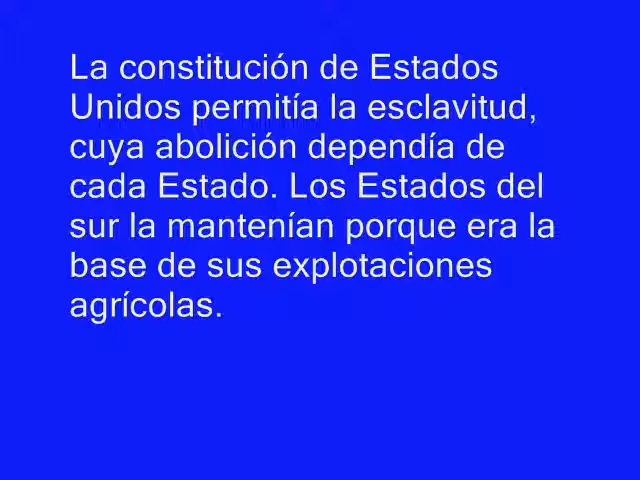 La constitución de Estados
Unidos permitía la esclavitud,
cuya abolición dependía de
cada Estado. Los Estados del
sur la mantenían porque era la
base de sus explotaciones
agrícolas.